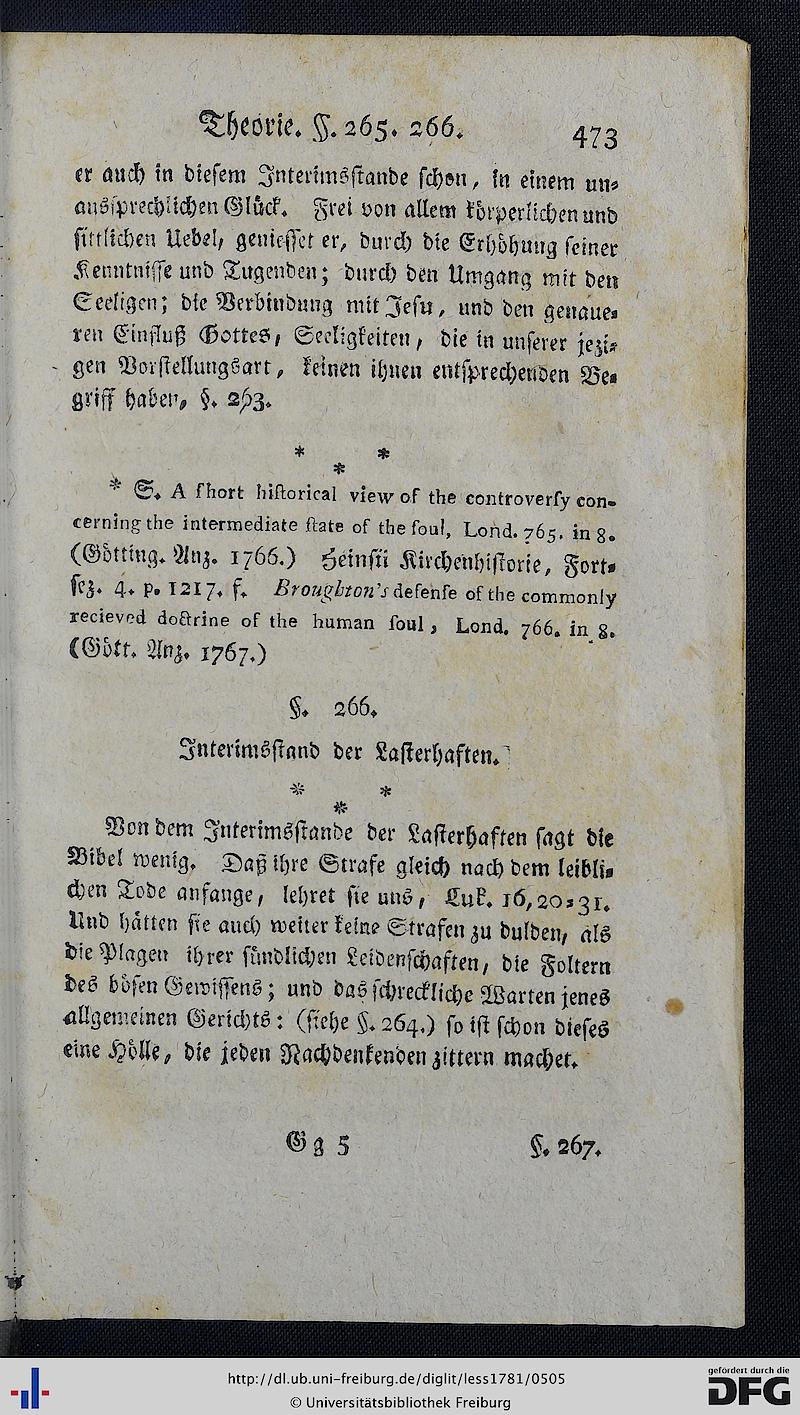 Theorie. §. 265. 266. 473
er auch in diesem Interimsstande schon, in einem un⸗
aussprechlichen Glück. Frei von allem körperlichen und
sittlichen Uebel, geniesset er, durch die Erhöhung seiner
Kenntnisse und Tugenden; durch den Umgang mit den
Seeligen; die Verbindung mit Jesu, und den genaue⸗
ren Einfluß Gottes, Seeligkeiten, die in unserer jezi⸗
gen Vorstellungsart, keinen ihnen entsprechenden Be⸗
griff haben, §. 263.
* *
*
* S. A ſhort hiſtorical view of the controverſy con-
cerning the intermediate ſtate of the ſoul, Lond. 765. in 8.
(Götting. Anz. 1766.) Heinsii Kirchenhistorie, Fort⸗
sez. 4. p. 1217. f. Broughton's defenſe of the commonly
recieved doctrine of the human ſoul, Lond. 766. in 8.
(Gött. Anz. 1767.)
§. 266.
Interimsstand der Lasterhaften.
* *
*
Von dem Interimsstande der Lasterhaften sagt die
Bibel wenig. Daß ihre Strafe gleich nach dem leibli⸗
chen Tode anfange, lehret sie uns, Luk. 16, 20⸗31.
Und hätten sie auch weiter keine Strafen zu dulden, als
die Plagen ihrer sündlichen Leidenschaften, die Foltern
des bösen Gewissens; und das schreckliche Warten jenes
allgemeinen Gerichts: (siehe §. 264.) so ist schon dieses
eine Hölle, die jeden Nachdenkenden zittern machet.
Gg 5 §. 267.
http://dl.ub.uni-freiburg.de/diglit/less1781/0505
© Universitätsbibliothek Freiburg
gefördert durch die
DFG